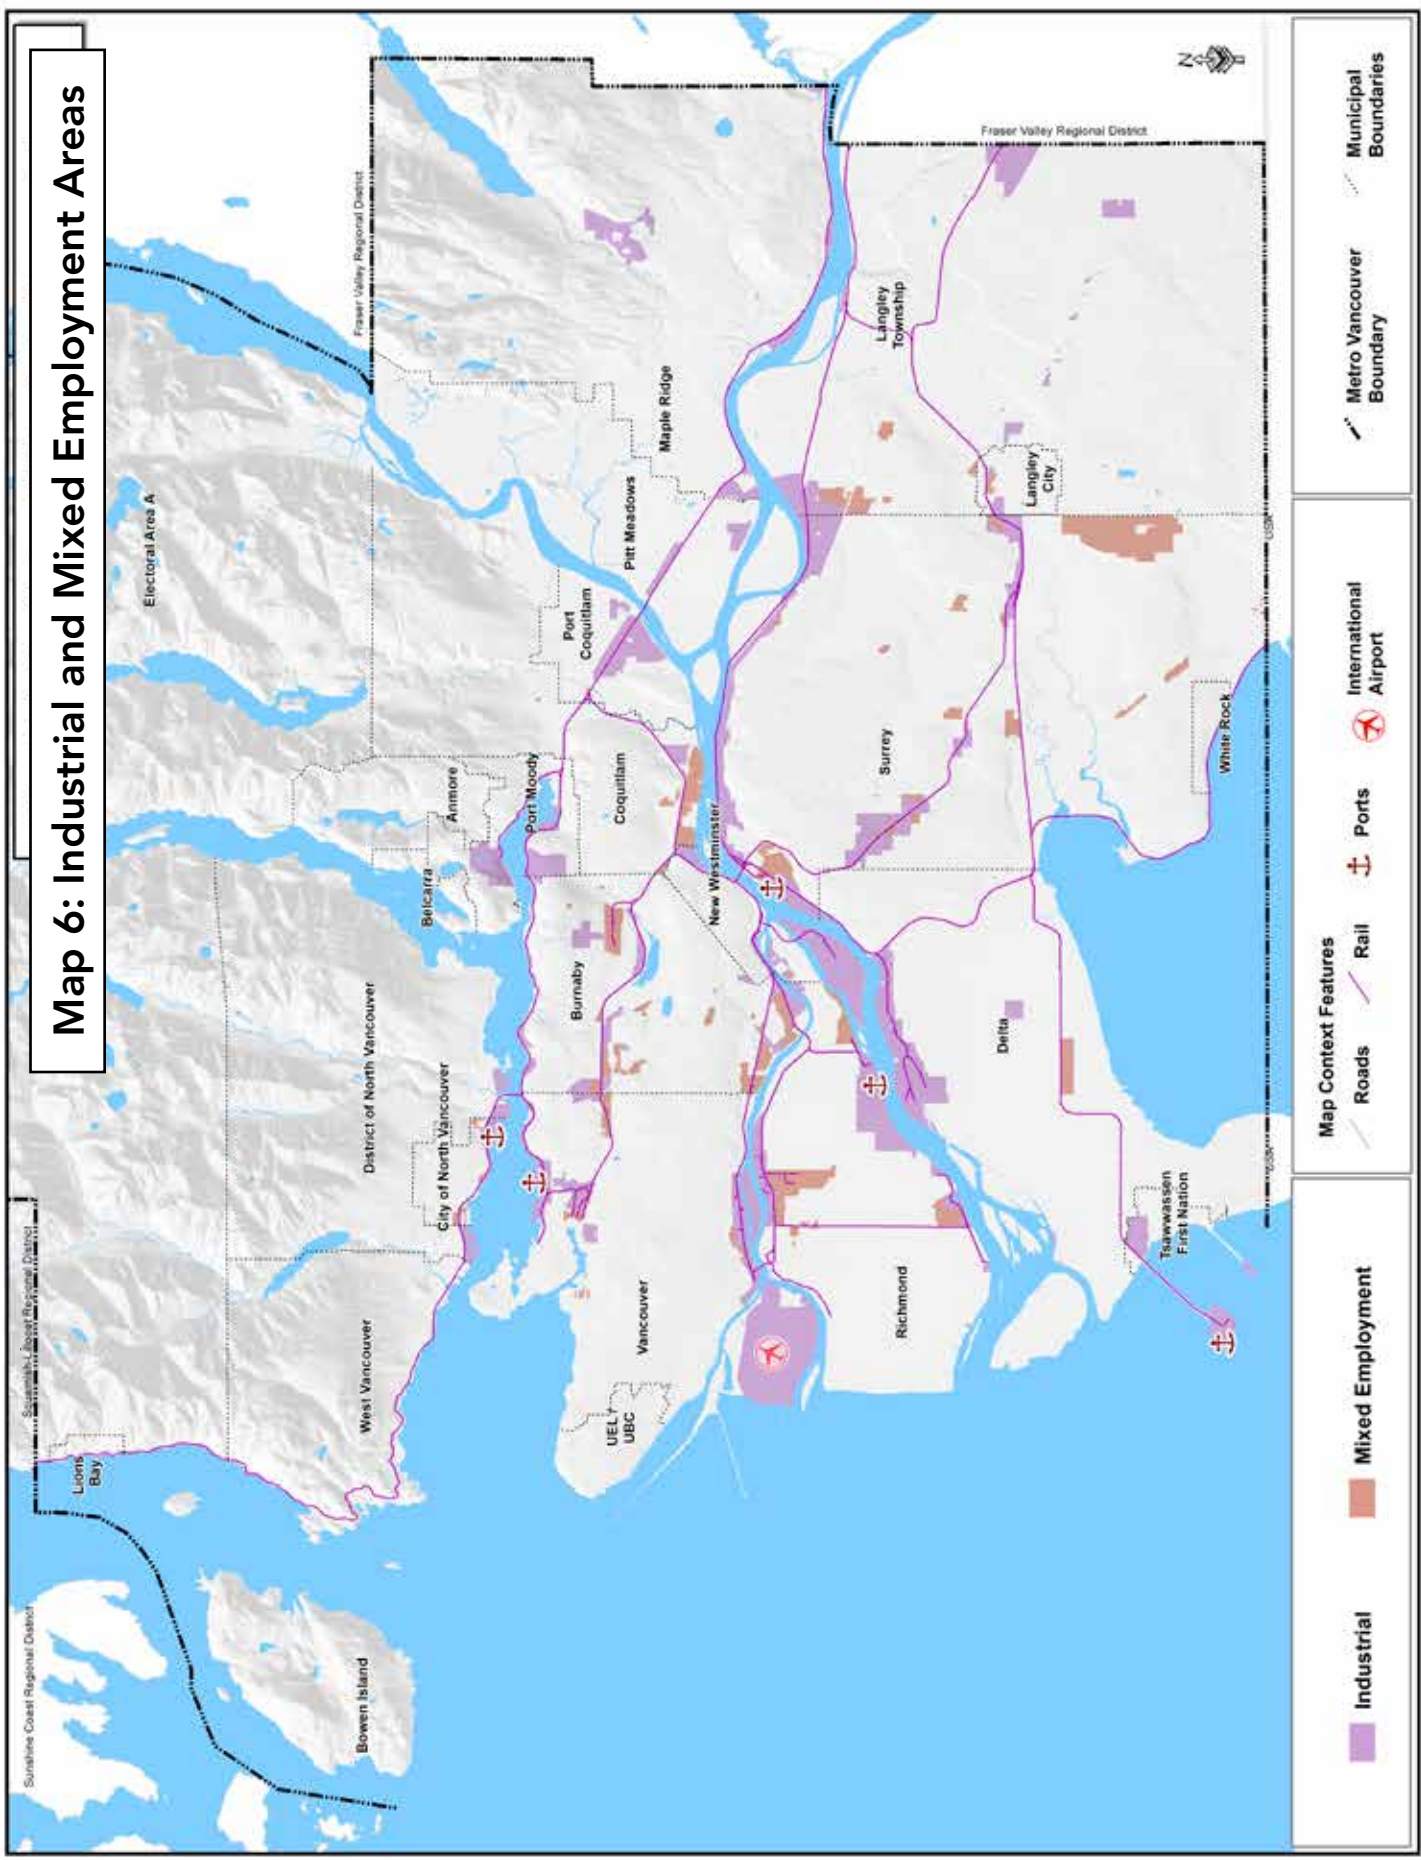 Map 6: Industrial and Mixed Employment Areas
Sunshine Coast Regional District
Squamish-Lillooet Regional District
Fraser Valley Regional District
Fraser Valley Regional District
N
Lions
Bay
Electoral Area A
Bowen Island
West Vancouver
District of North Vancouver
City of North Vancouver
Belcarra
Anmore
Port Moody
Port
Coquitlam
Pitt Meadows
Maple Ridge
Coquitlam
Burnaby
Vancouver
UEL
UBC
New Westminster
Richmond
Surrey
Langley
Township
Langley
City
Delta
Tsawwassen
First Nation
White Rock
USA
USA
Industrial
Mixed Employment
Map Context Features
Roads
Rail
Ports
International
Airport
Metro Vancouver
Boundary
Municipal
Boundaries